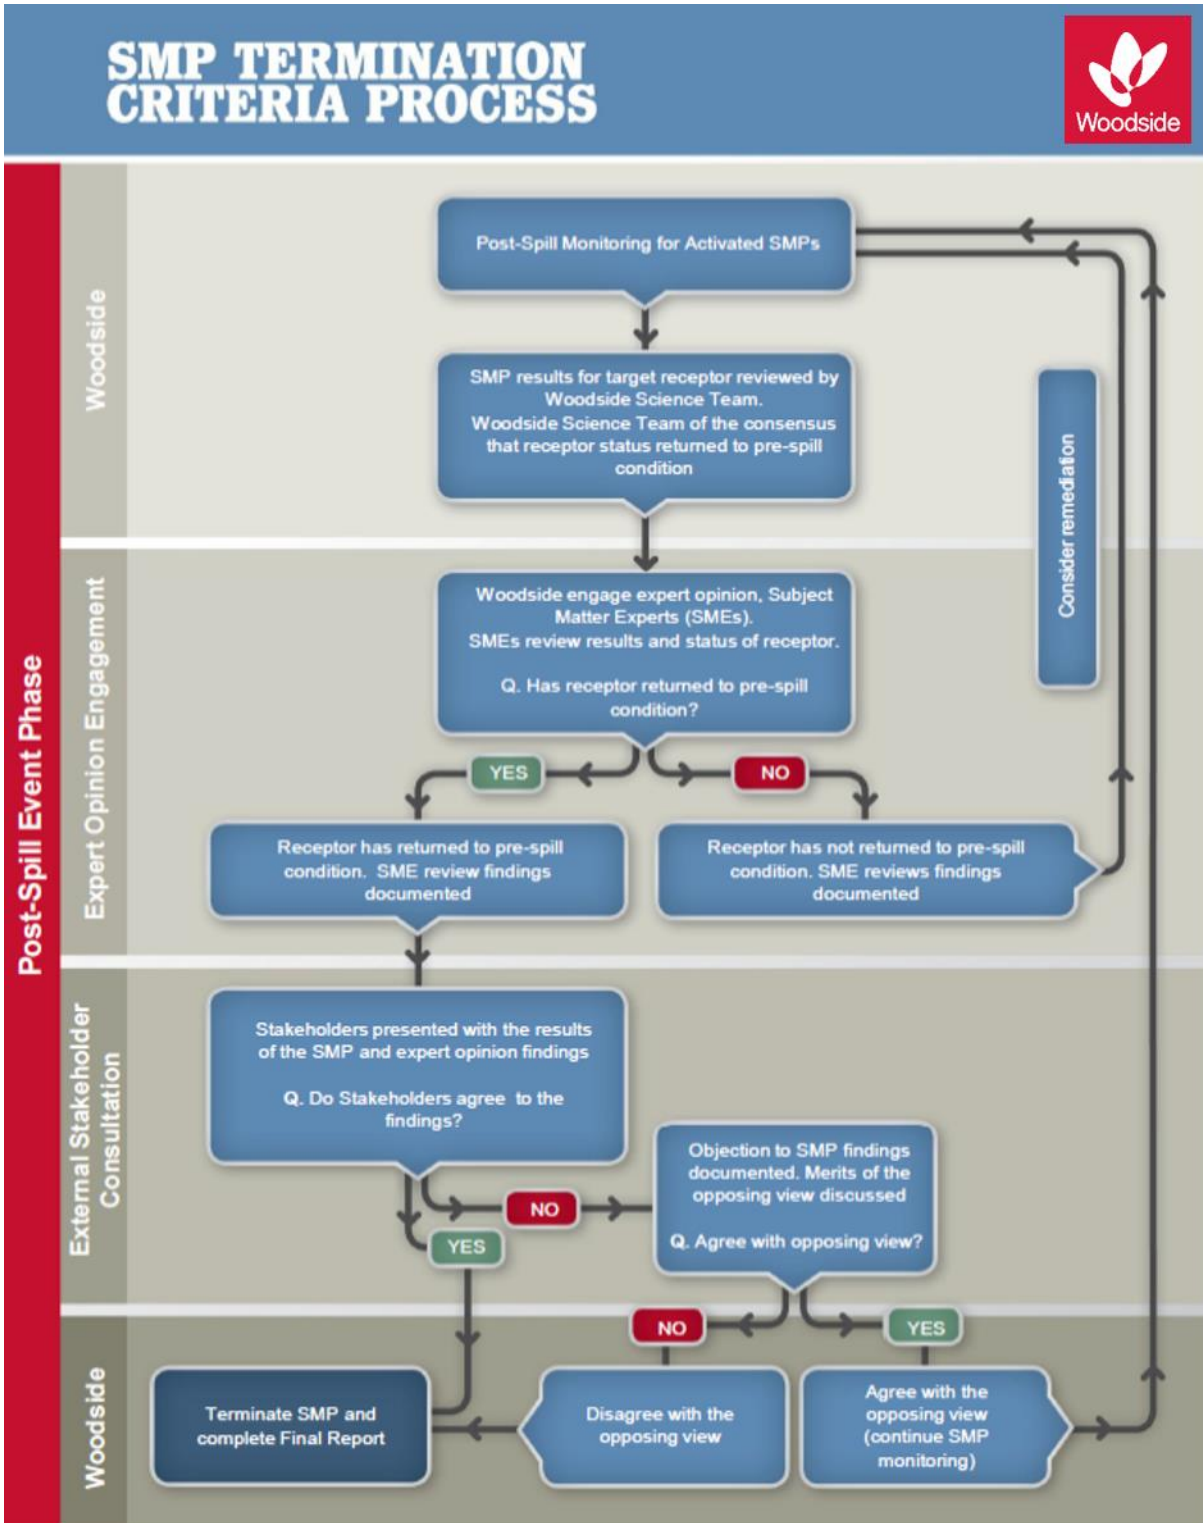 SMP TERMINATION
CRITERIA PROCESS
Woodside
Post-Spill Event Phase
Woodside
Post-Spill Monitoring for Activated SMPs
SMP results for target receptor reviewed by
Woodside Science Team.
Woodside Science Team of the consensus
that receptor status returned to pre-spill
condition
Consider remediation
Expert Opinion Engagement
Woodside engage expert opinion, Subject
Matter Experts (SMEs).
SMEs review results and status of receptor.
Q. Has receptor returned to pre-spill
condition?
YES
NO
Receptor has returned to pre-spill
condition. SME review findings
documented
Receptor has not returned to pre-spill
condition. SME reviews findings
documented
External Stakeholder
Consultation
Stakeholders presented with the results
of the SMP and expert opinion findings
Q. Do Stakeholders agree to the
findings?
NO
YES
Objection to SMP findings
documented. Merits of the
opposing view discussed
Q. Agree with opposing view?
NO
YES
Woodside
Terminate SMP and
complete Final Report
Disagree with the
opposing view
Agree with the
opposing view
(continue SMP
monitoring)